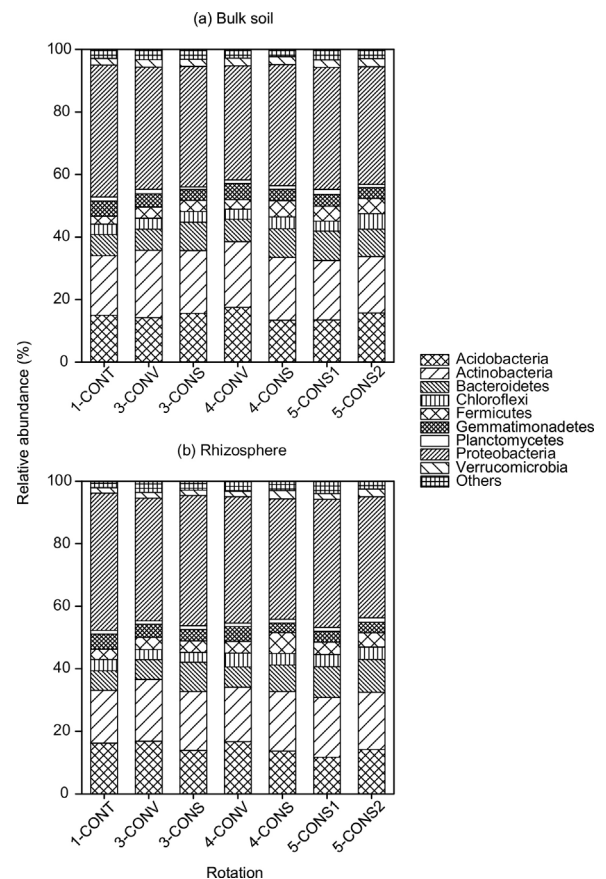 (a) Bulk soil
100
80
60
40
20
0
1-CONT
3-CONV
3-CONS
4-CONV
4-CONS
5-CONS1
5-CONS2
Relative abundance (%)
Acidobacteria
Actinobacteria
Bacteroidetes
Chloroflexi
Fermicutes
Gemmatimonadetes
Planctomycetes
Proteobacteria
Verrucomicrobia
Others
(b) Rhizosphere
100
80
60
40
20
0
1-CONT
3-CONV
3-CONS
4-CONV
4-CONS
5-CONS1
5-CONS2
Rotation